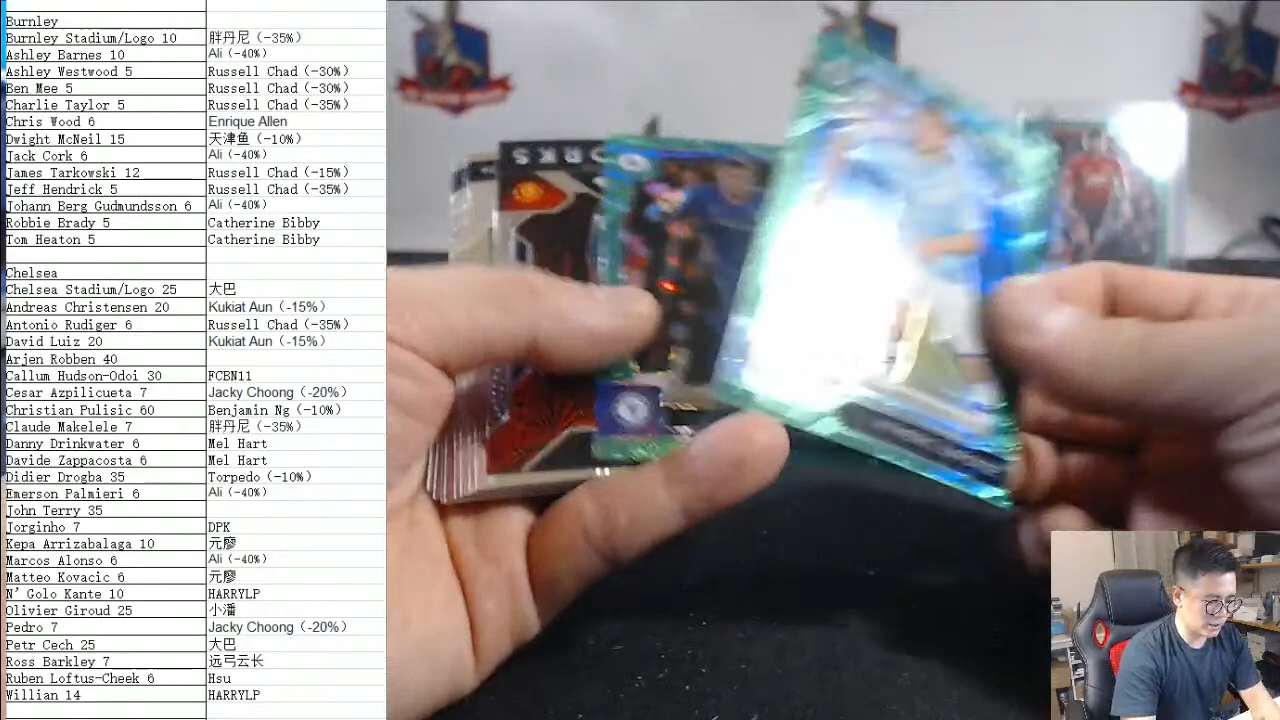 Burnley
Burnley Stadium/Logo 10 胖丹尼（-35%）
Ashley Barnes 10 Ali（-40%）
Ashley Westwood 5 Russell Chad（-30%）
Ben Mee 5 Russell Chad（-30%）
Charlie Taylor 5 Russell Chad（-35%）
Chris Wood 6 Enrique Allen
Dwight McNeil 15 天津鱼（-10%）
Jack Cork 6 Ali（-40%）
James Tarkowski 12 Russell Chad（-15%）
Jeff Hendrick 5 Russell Chad（-35%）
Johann Berg Gudmundsson 6 Ali（-40%）
Robbie Brady 5 Catherine Bibby
Tom Heaton 5 Catherine Bibby
Chelsea
Chelsea Stadium/Logo 25 大巴
Andreas Christensen 20 Kukiat Aun（-15%）
Antonio Rudiger 6 Russell Chad（-35%）
David Luiz 20 Kukiat Aun（-15%）
Arjen Robben 40
Callum Hudson-Odoi 30 FCBN11
Cesar Azpilicueta 7 Jacky Choong（-20%）
Christian Pulisic 60 Benjamin Ng（-10%）
Claude Makelele 7 胖丹尼（-35%）
Danny Drinkwater 6 Mel Hart
Davide Zappacosta 6 Mel Hart
Didier Drogba 35 Torpedo（-10%）
Emerson Palmieri 6 Ali（-40%）
John Terry 35
Jorginho 7 DPK
Kepa Arrizabalaga 10 元廖
Marcos Alonso 6 Ali（-40%）
Matteo Kovacic 6 元廖
N'Golo Kante 10 HARRYLP
Olivier Giroud 25 小潘
Pedro 7 Jacky Choong（-20%）
Petr Cech 25 大巴
Ross Barkley 7 远弓云长
Ruben Loftus-Cheek 6 Hsu
Willian 14 HARRYLP